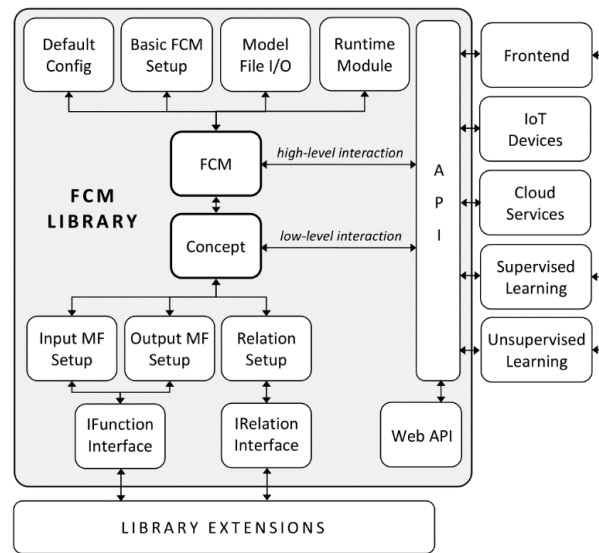 Default
Config
Basic FCM
Setup
Model
File I/O
Runtime
Module
Frontend
IoT
Devices
FCM
high-level interaction
A
P
I
FCM
LIBRARY
Cloud
Services
Concept
low-level interaction
Supervised
Learning
Input MF
Setup
Output MF
Setup
Relation
Setup
Unsupervised
Learning
IFunction
Interface
IRelation
Interface
Web API
LIBRARY EXTENSIONS